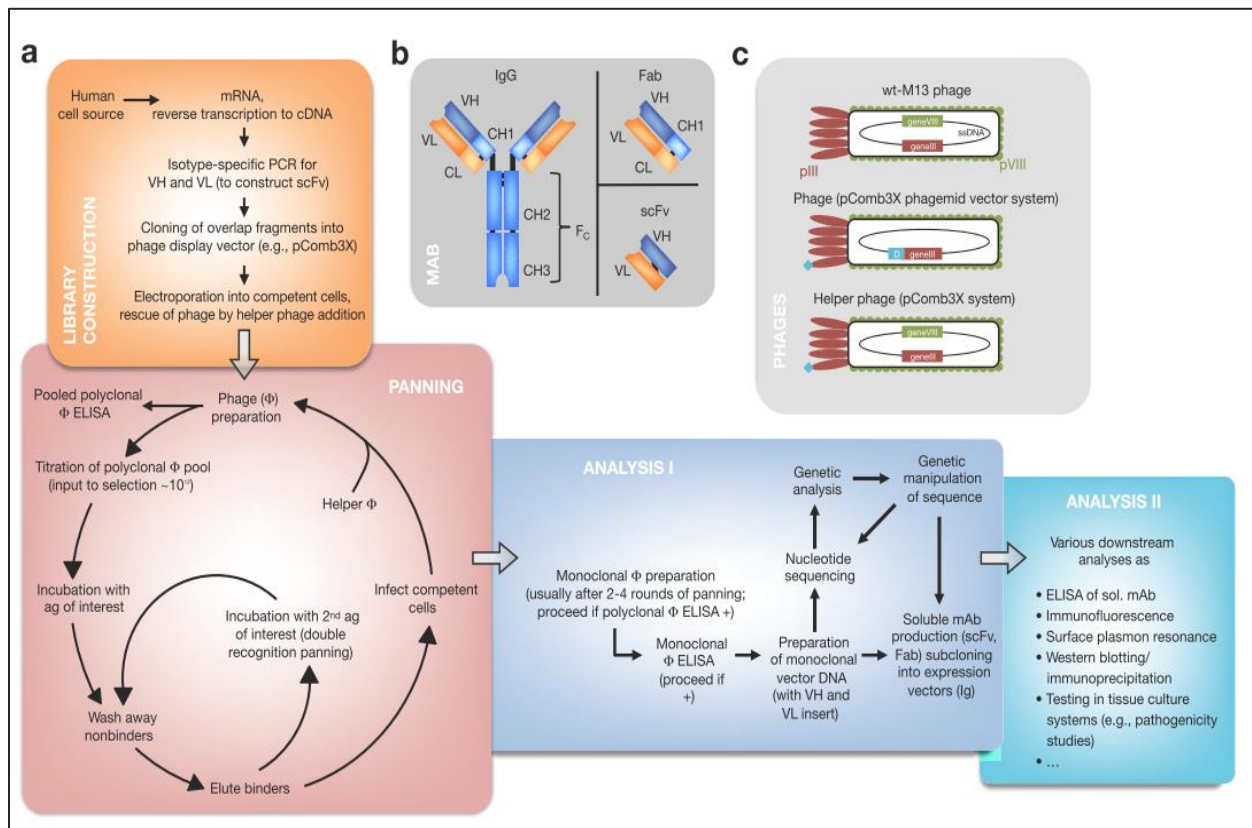 a
Human
cell source
mRNA,
reverse transcription to cDNA
Isotype-specific PCR for
VH and VL (to construct scFv)
Cloning of overlap fragments into
phage display vector (e.g., pComb3X)
Electroporation into competent cells,
rescue of phage by helper phage addition
LIBRARY
CONSTRUCTION
b
IgG
VH
VL
CH1
CL
CH2
CH3
Fc
Fab
VH
CH1
VL
CL
scFv
VH
VL
MAB
c
wt-M13 phage
geneVIII
ssDNA
geneIII
pIII
pVIII
Phage (pComb3X phagemid vector system)
D
geneIII
Helper phage (pComb3X system)
geneVIII
geneIII
PHAGES
PANNING
Pooled polyclonal
Φ ELISA
Phage (Φ)
preparation
Titration of polyclonal Φ pool
(input to selection ~10¹²)
Helper Φ
Incubation with
ag of interest
Incubation with 2nd ag
of interest (double
recognition panning)
Infect competent
cells
Wash away
nonbinders
Elute binders
ANALYSIS I
Monoclonal Φ preparation
(usually after 2-4 rounds of panning;
proceed if polyclonal Φ ELISA +)
Monoclonal
Φ ELISA
(proceed if
+)
Preparation
of monoclonal
vector DNA
(with VH and
VL insert)
Nucleotide
sequencing
Genetic
analysis
Genetic
manipulation
of sequence
Soluble mAb
production (scFv,
Fab) subcloning
into expression
vectors (Ig)
ANALYSIS II
Various downstream
analyses as
• ELISA of sol. mAb
• Immunofluorescence
• Surface plasmon resonance
• Western blotting/
immunoprecipitation
• Testing in tissue culture
systems (e.g., pathogenicity
studies)
• ...